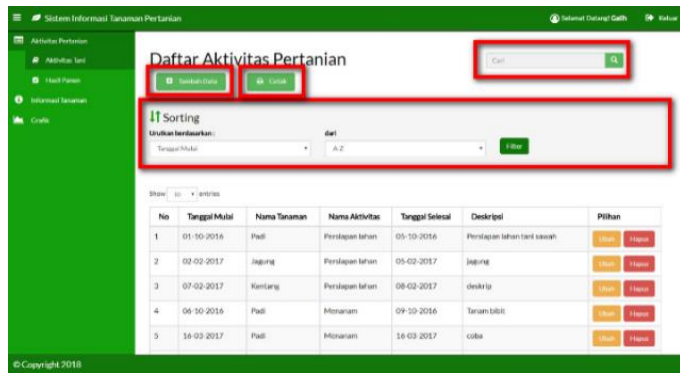 Sistem Informasi Tanaman Pertanian
Selamat Datang! Galih
Keluar
Aktivitas Pertanian
Aktivitas Tani
Hasil Panen
Informasi Tanaman
Grafik
Daftar Aktivitas Pertanian
Cari
Tambah Data
Cetak
Sorting
Urutkan berdasarkan :
dari
Tanggal Mulai
A-Z
Filter
Show 10 entries
No Tanggal Mulai Nama Tanaman Nama Aktivitas Tanggal Selesai Deskripsi Pilihan
1 01-10-2016 Padi Persiapan lahan 05-10-2016 Persiapan lahan tani sawah Ubah Hapus
2 02-02-2017 Jagung Persiapan lahan 05-02-2017 jagung Ubah Hapus
3 07-02-2017 Kentang Persiapan lahan 08-02-2017 deskrip Ubah Hapus
4 06-10-2016 Padi Menanam 09-10-2016 Tanam bibit Ubah Hapus
5 16-03-2017 Padi Menanam 16-03-2017 coba Ubah Hapus
© Copyright 2018